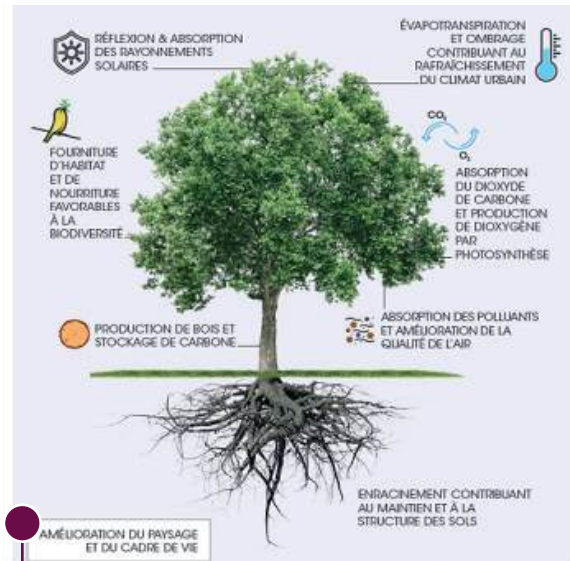 RÉFLEXION & ABSORPTION
DES RAYONNEMENTS
SOLAIRES
ÉVAPOTRANSPIRATION
ET OMBRAGE
CONTRIBUANT AU
RAFRAÎCHISSEMENT
DU CLIMAT URBAIN
FOURNITURE
D'HABITAT
ET DE
NOURRITURE
FAVORABLES
À LA
BIODIVERSITÉ
CO₂
O₂
ABSORPTION
DU DIOXYDE
DE CARBONE
ET PRODUCTION
DE DIOXYGÈNE
PAR
PHOTOSYNTHÈSE
PRODUCTION DE BOIS ET
STOCKAGE DE CARBONE
ABSORPTION DES POLLUANTS
ET AMÉLIORATION DE LA
QUALITÉ DE L'AIR
ENRACINEMENT CONTRIBUANT
AU MAINTIEN ET À LA
STRUCTURE DES SOLS
AMÉLIORATION DU PAYSAGE
ET DU CADRE DE VIE